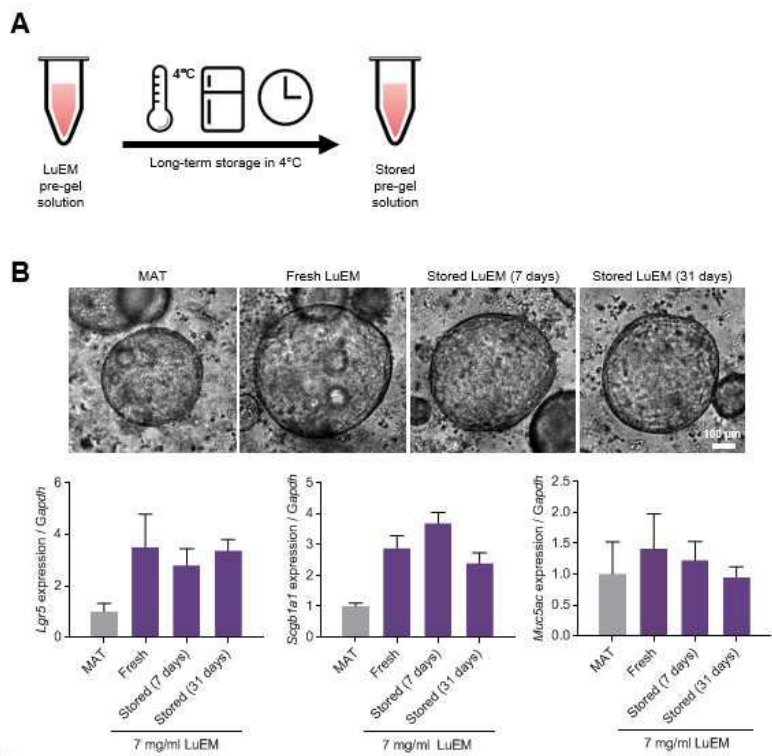 A
4°C
Long-term storage in 4°C
LuEM
pre-gel
solution
Stored
pre-gel
solution
B
MAT
Fresh LuEM
Stored LuEM (7 days)
Stored LuEM (31 days)
100 μm
Lgr5 expression / Gapdh
6
4
2
0
MAT
Fresh
Stored (7 days)
Stored (31 days)
7 mg/ml LuEM
Scgb1a1 expression / Gapdh
5
4
3
2
1
0
MAT
Fresh
Stored (7 days)
Stored (31 days)
7 mg/ml LuEM
Muc5ac expression / Gapdh
2.5
2.0
1.5
1.0
0.5
0.0
MAT
Fresh
Stored (7 days)
Stored (31 days)
7 mg/ml LuEM